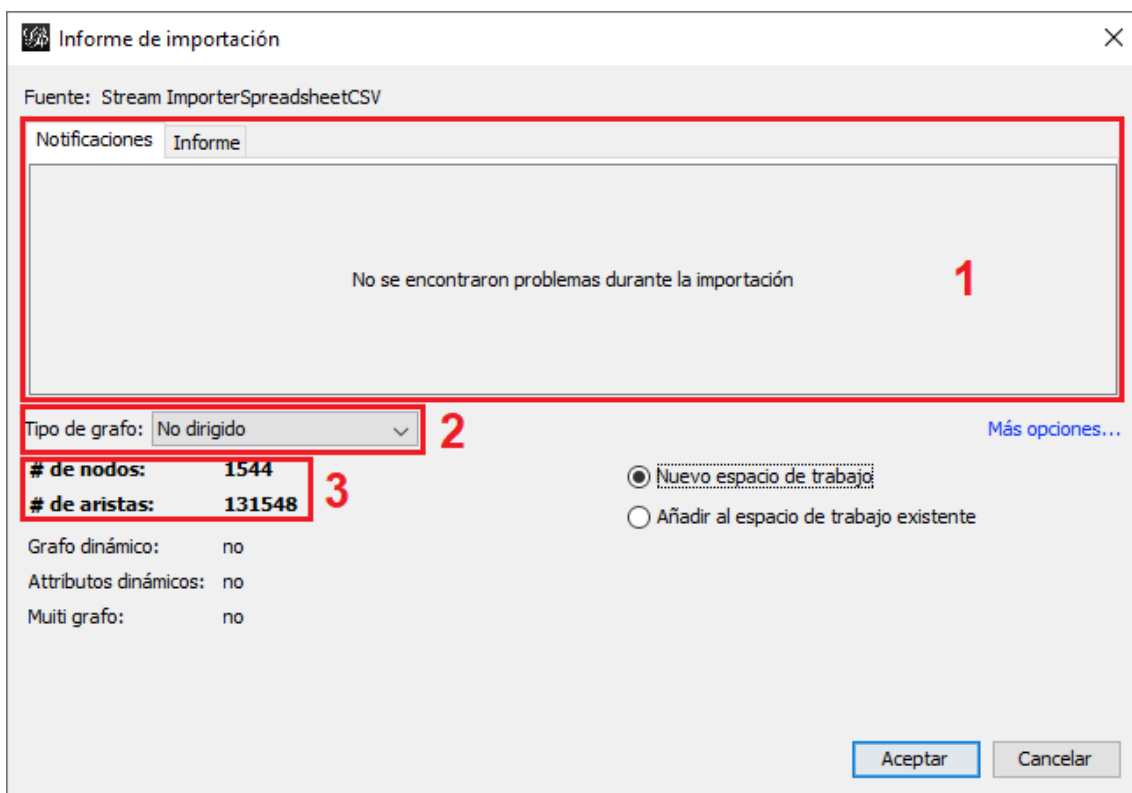 Informe de importación
Fuente: Stream ImporterSpreadsheetCSV
Notificaciones Informe
No se encontraron problemas durante la importación 1
Tipo de grafo: No dirigido 2 Más opciones...
# de nodos: 1544
# de aristas: 131548
3
Nuevo espacio de trabajo
Añadir al espacio de trabajo existente
Grafo dinámico: no
Attributos dinámicos: no
Muiti grafo: no
Aceptar Cancelar